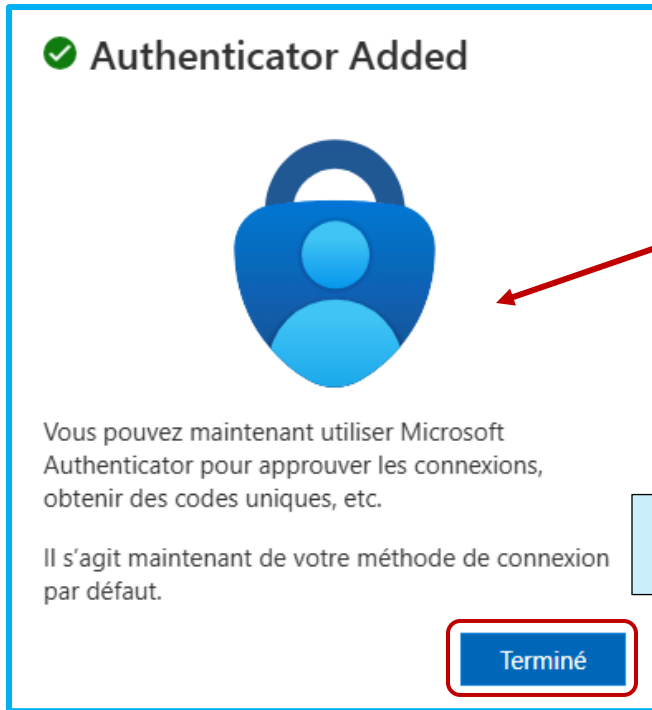 Authenticator Added
Vous pouvez maintenant utiliser Microsoft
Authenticator pour approuver les connexions,
obtenir des codes uniques, etc.
Il s’agit maintenant de votre méthode de connexion
par défaut.
Terminé